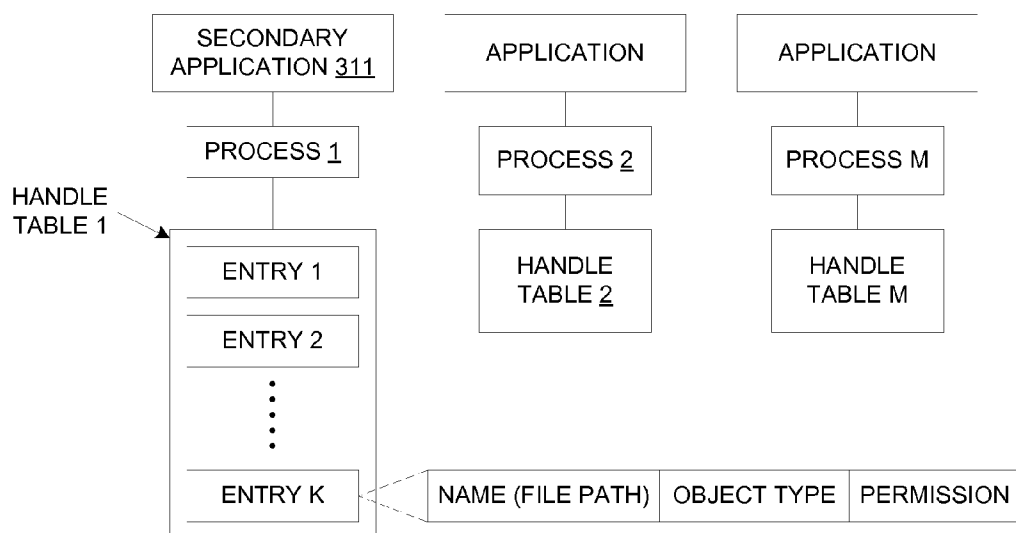 SECONDARY
APPLICATION 311
APPLICATION
APPLICATION
PROCESS 1
PROCESS 2
PROCESS M
HANDLE
TABLE 1
ENTRY 1
HANDLE
TABLE 2
HANDLE
TABLE M
ENTRY 2
ENTRY K
NAME (FILE PATH)
OBJECT TYPE
PERMISSION